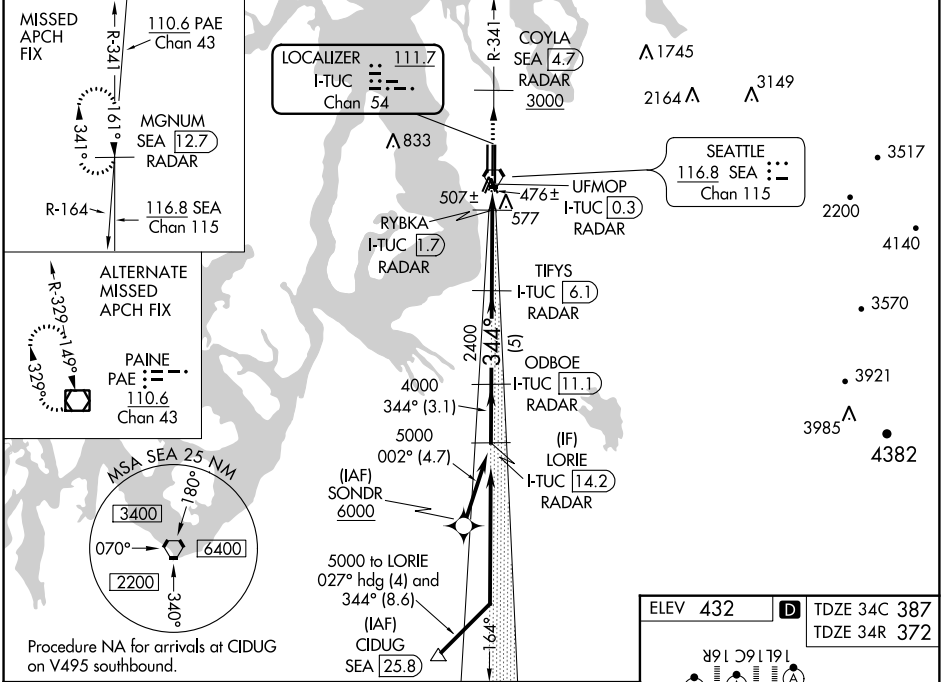 MISSED
APCH
FIX
110.6 PAE
Chan 43
R-341
161°
341°
MGNUM
SEA 12.7
RADAR
R-164
116.8 SEA
Chan 115
ALTERNATE
MISSED
APCH FIX
R-329
149°
329°
PAINE
PAE
110.6
Chan 43
MSA SEA 25 NM
180°
3400
070°
6400
2200
340°
Procedure NA for arrivals at CIDUG
on V495 southbound.
LOCALIZER 111.7
I-TUC
Chan 54
R-341
COYLA
SEA 4.7
RADAR
3000
1745
2164
3149
833
SEATTLE
116.8 SEA
Chan 115
3517
2200
4140
507±
476±
577
UFMOP
I-TUC 0.3
RADAR
RYBKA
I-TUC 1.7
RADAR
TIFYS
I-TUC 6.1
RADAR
3570
2400
344°
(5)
ODBOE
I-TUC 11.1
RADAR
4000
344° (3.1)
3921
3985
4382
5000
002° (4.7)
(IF)
LORIE
I-TUC 14.2
RADAR
(IAF)
SONDR
6000
5000 to LORIE
027° hdg (4) and
344° (8.6)
(IAF)
CIDUG
SEA 25.8
164°
ELEV 432
D
TDZE 34C 387
TDZE 34R 372
16R 16C 16L
A